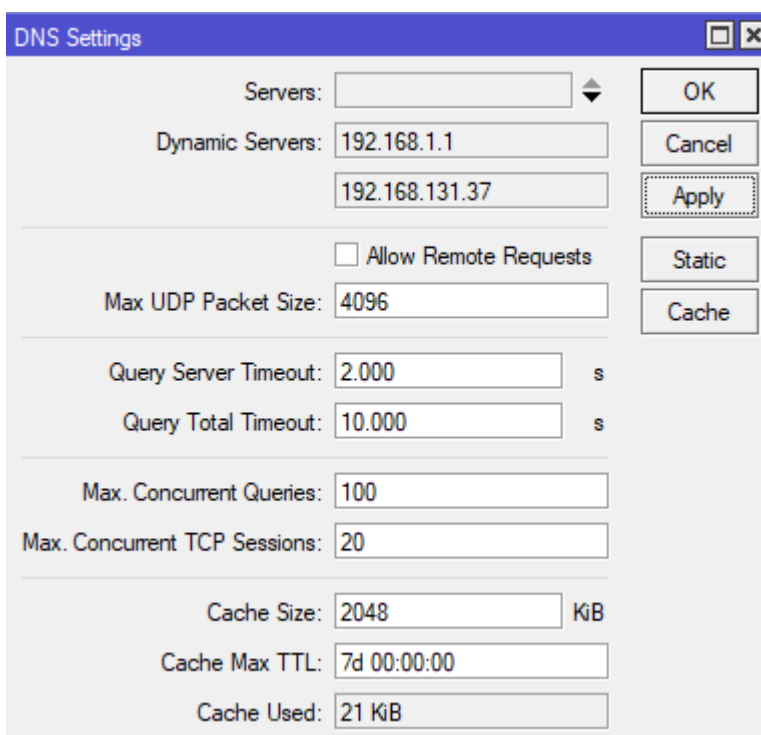 DNS Settings
Servers:
OK
Dynamic Servers: 192.168.1.1
Cancel
192.168.131.37
Apply
Allow Remote Requests
Static
Max UDP Packet Size: 4096
Cache
Query Server Timeout: 2.000 s
Query Total Timeout: 10.000 s
Max. Concurrent Queries: 100
Max. Concurrent TCP Sessions: 20
Cache Size: 2048 KiB
Cache Max TTL: 7d 00:00:00
Cache Used: 21 KiB